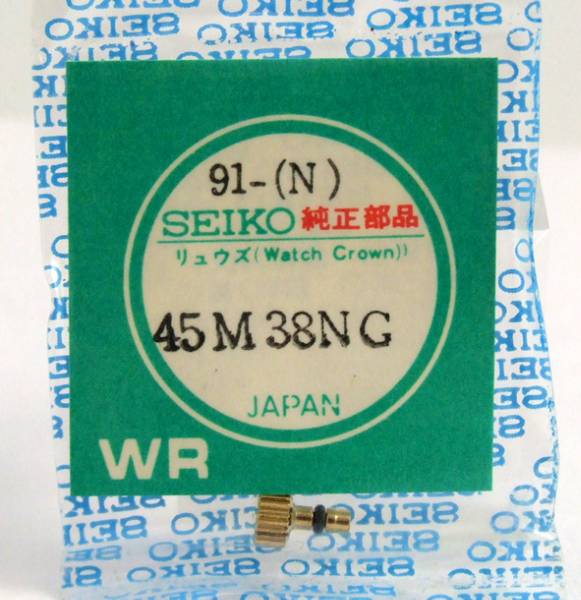 91-(N)
SEIKO 純正部品
リュウズ(Watch Crown)
45M38NG
JAPAN
WR